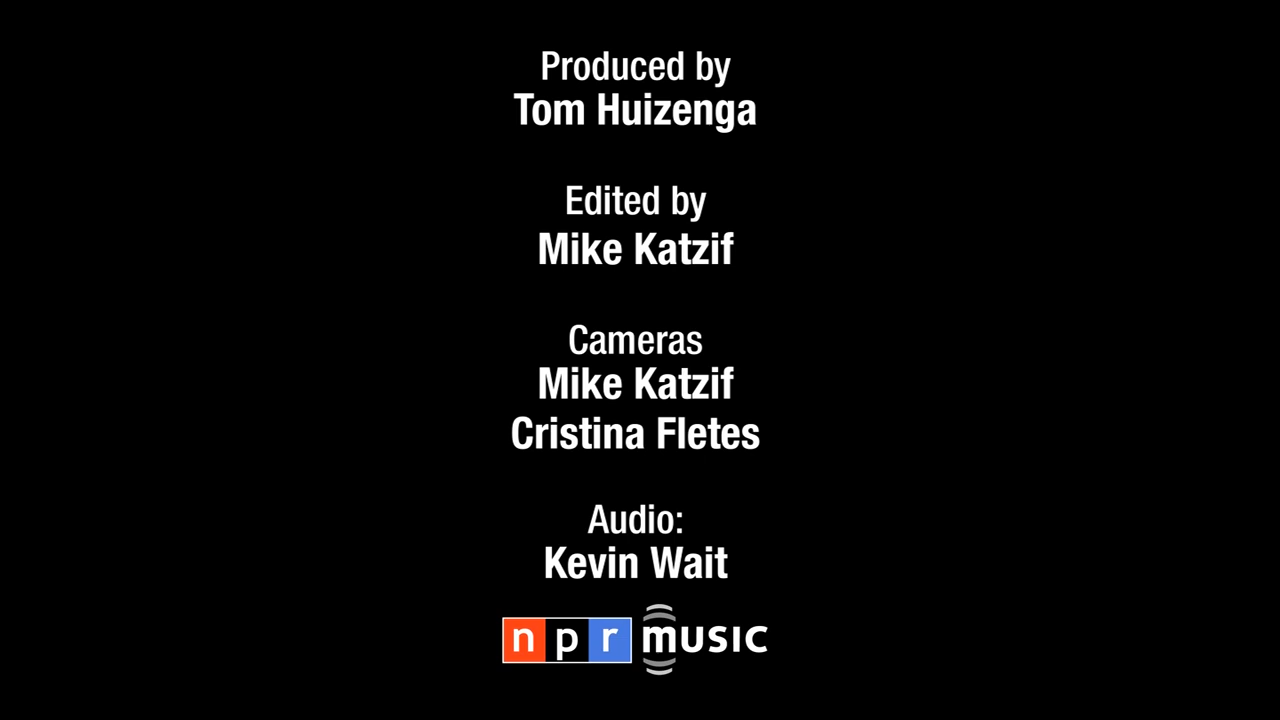 Produced by
Tom Huizenga
Edited by
Mike Katzif
Cameras
Mike Katzif
Cristina Fletes
Audio:
Kevin Wait
npr music